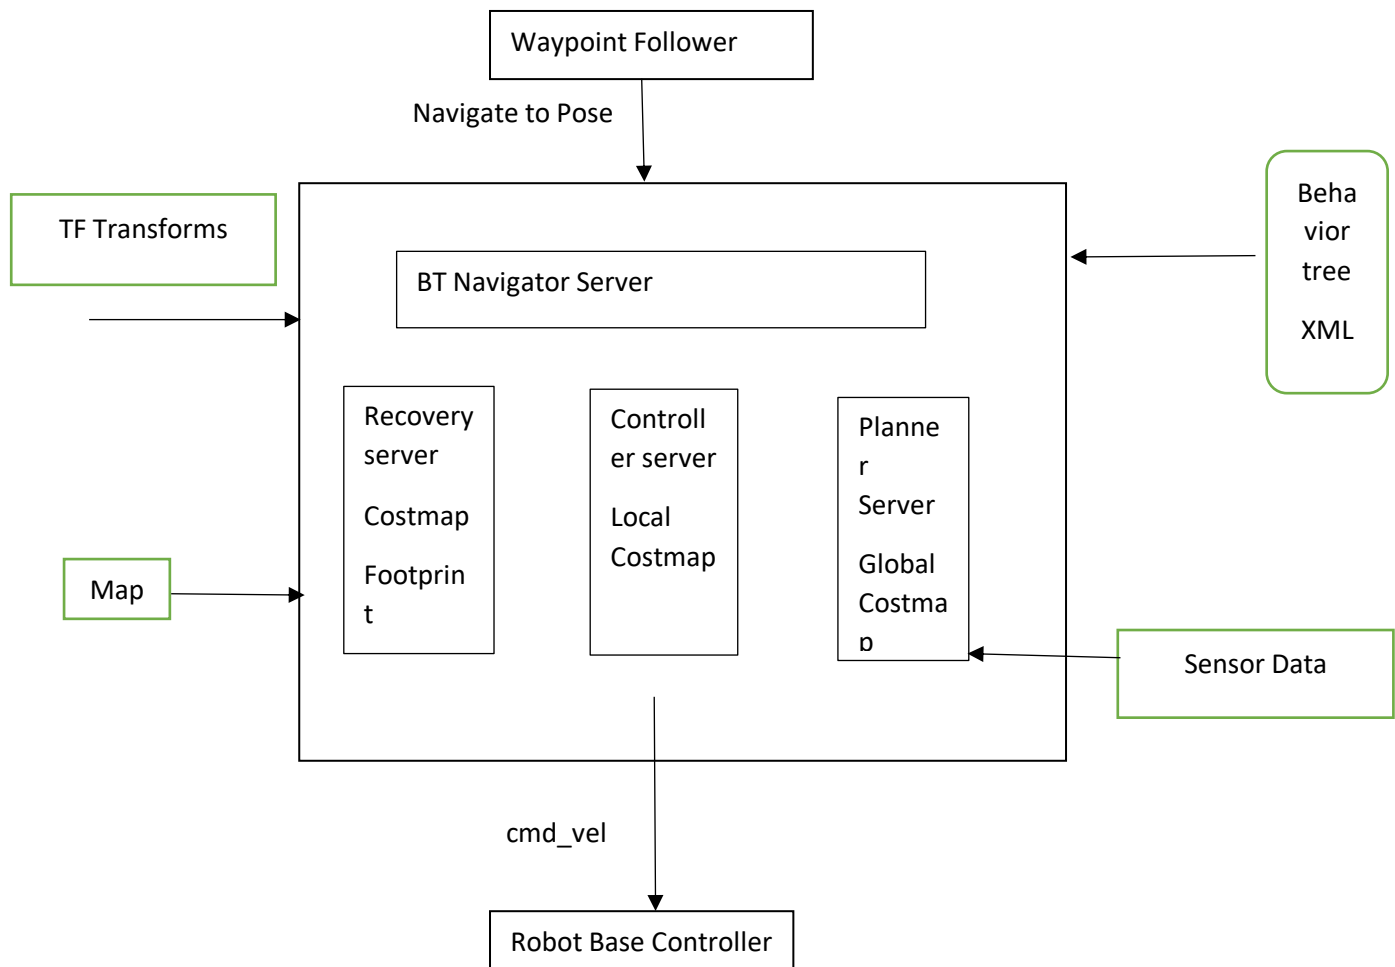 Waypoint Follower
Navigate to Pose
TF Transforms
Beha
vior
tree
XML
BT Navigator Server
Recovery
server
Costmap
Footprin
t
Controll
er server
Local
Costmap
Planne
r
Server
Global
Costma
p
Map
Sensor Data
cmd_vel
Robot Base Controller